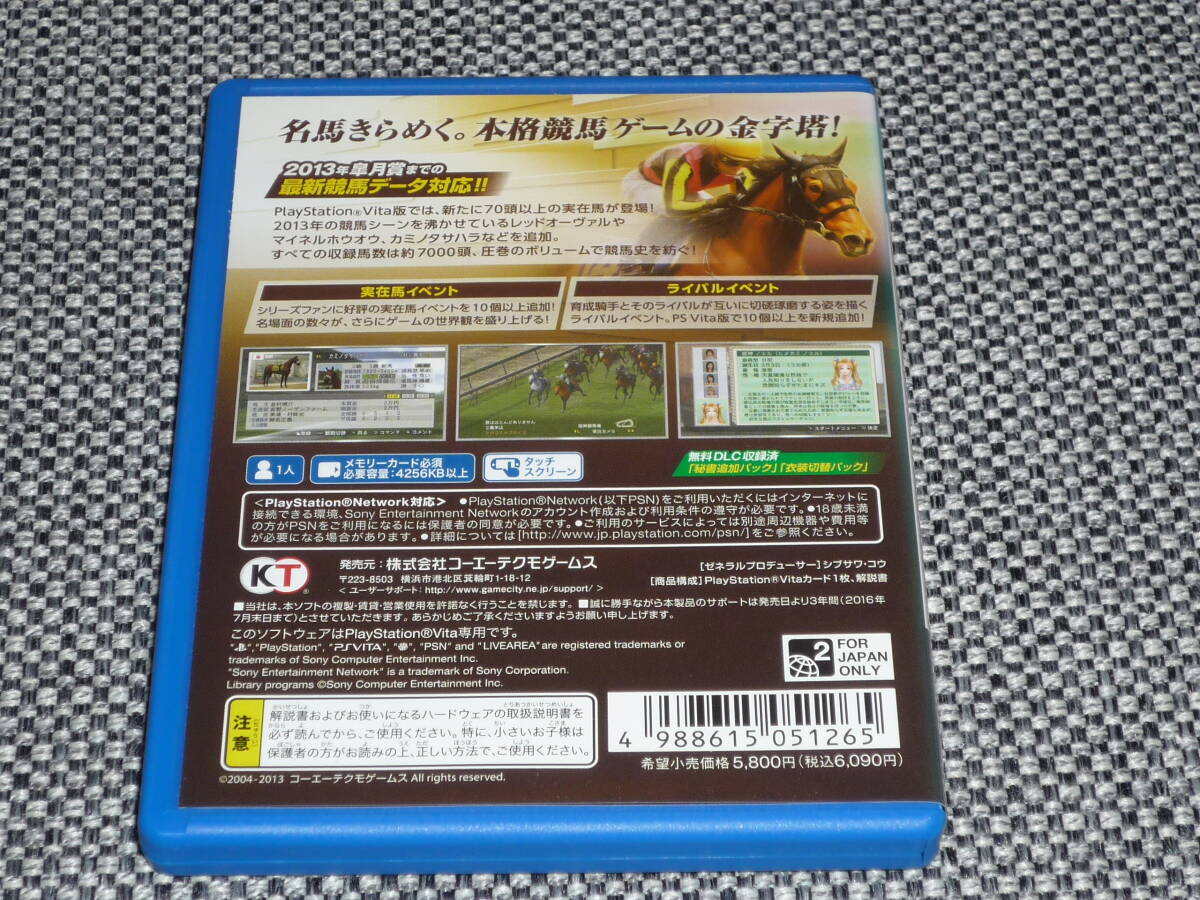 名馬きらめく。本格競馬ゲームの金字塔!
2013年皐月賞までの
最新競馬データ対応!!
PlayStation®Vita版では、新たに70頭以上の実在馬が登場!
2013年の競馬シーンを沸かせているレッドオーヴァルや
マイネルホウオウ、カミノタサハラなどを追加。
すべての収録馬数は約7000頭、圧巻のボリュームで競馬史を紡ぐ!
実在馬イベント
シリーズファンに好評の実在馬イベントを10個以上追加!
名場面の数々が、さらにゲームの世界観を盛り上げる!
ライバルイベント
育成騎手とそのライバルが互いに切磋琢磨する姿を描く
ライバルイベント。PS Vita版で10個以上を新規追加!
1人
メモリーカード必須
必要容量:4256KB以上
タッチ
スクリーン
無料DLC収録済
「秘書追加パック」「衣装切替パック」
<PlayStation®Network対応> ●PlayStation®Network(以下PSN)をご利用いただくにはインターネットに
接続できる環境、Sony Entertainment Networkのアカウント作成および利用条件の遵守が必要です。●18歳未満
の方がPSNをご利用になるには保護者の同意が必要です。●ご利用のサービスによっては別途周辺機器や費用等
が必要になる場合があります。●詳細については[http://www.jp.playstation.com/psn/]をご参照ください。
KT
発売元:株式会社コーエーテクモゲームス
〒223-8503 横浜市港北区箕輪町1-18-12
< ユーザーサポート:http://www.gamecity.ne.jp/support/ >
[ゼネラルプロデューサー]シブサワ・コウ
[商品構成]PlayStation®Vitaカード1枚、解説書
■当社は、本ソフトの複製・賃貸・営業使用を許諾なく行うことを禁じます。■誠に勝手ながら本製品のサポートは発売日より3年間(2016年
7月末日まで)とさせていただきます。あらかじめご了承くださいますようお願い申し上げます。
このソフトウェアはPlayStation®Vita専用です。
"PlayStation", "PSVITA", "PSN" and "LIVEAREA" are registered trademarks or
trademarks of Sony Computer Entertainment Inc.
"Sony Entertainment Network" is a trademark of Sony Corporation.
Library programs ©Sony Computer Entertainment Inc.
2
FOR
JAPAN
ONLY
注意
解説書およびお使いになるハードウェアの取扱説明書を
必ず読んでから、ご使用ください。特に、小さいお子様は
保護者の方がお読みの上、正しい方法で、ご使用ください。
4 988615 051265
希望小売価格5,800円(税込6,090円)
©2004-2013 コーエーテクモゲームス All rights reserved.